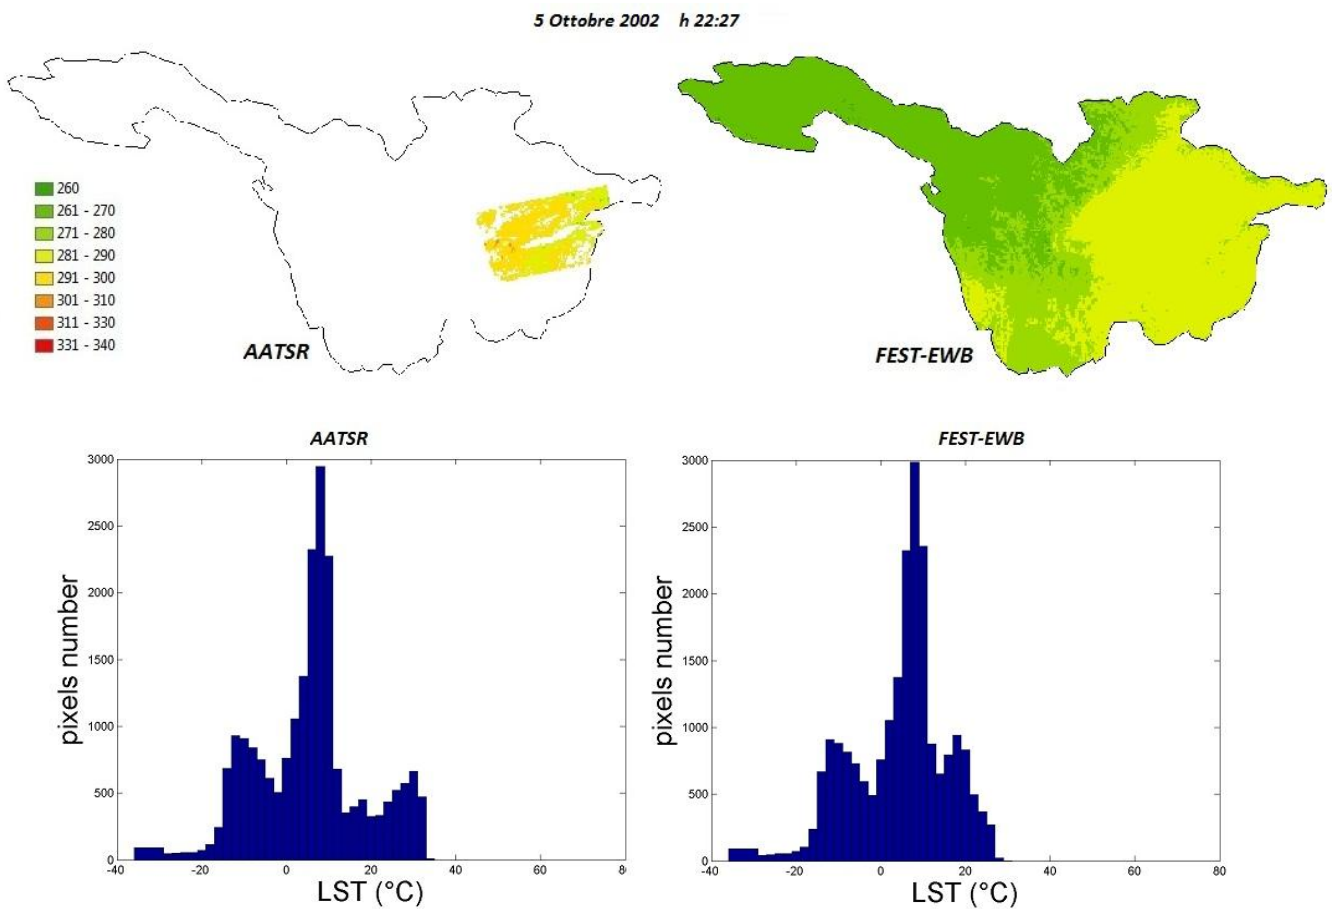 5 Ottobre 2002 h 22:27
260
261 - 270
271 - 280
281 - 290
291 - 300
301 - 310
311 - 330
331 - 340
AATSR
FEST-EWB
AATSR
3000
2500
2000
1500
1000
500
0
-40 -20 0 20 40 60 8
pixels number
LST (°C)
FEST-EWB
3000
2500
2000
1500
1000
500
0
-40 -20 0 20 40 60 80
pixels number
LST (°C)